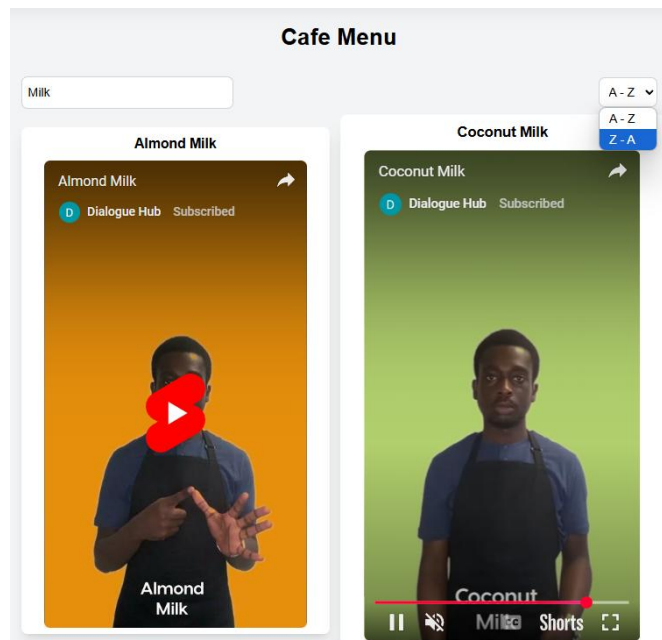 Cafe Menu
Milk
A - Z
A - Z
Z - A
Almond Milk
Almond Milk
D Dialogue Hub Subscribed
Almond
Milk
Coconut Milk
Coconut Milk
D Dialogue Hub Subscribed
Coconut
Milk
Shorts